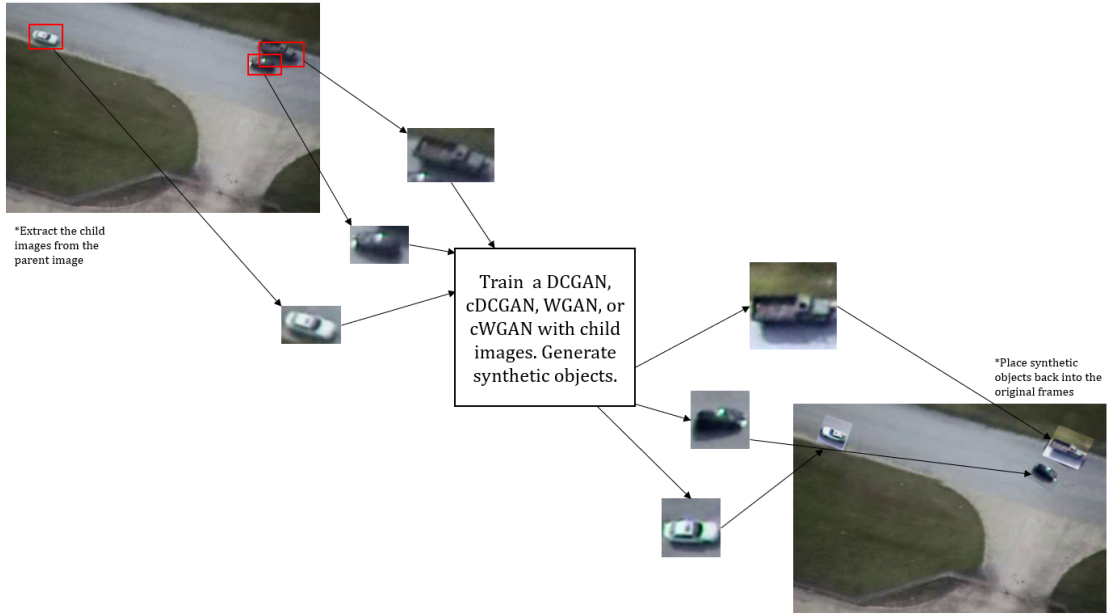 *Extract the child
images from the
parent image
Train a DCGAN,
cDCGAN, WGAN, or
cWGAN with child
images. Generate
synthetic objects.
*Place synthetic
objects back into the
original frames